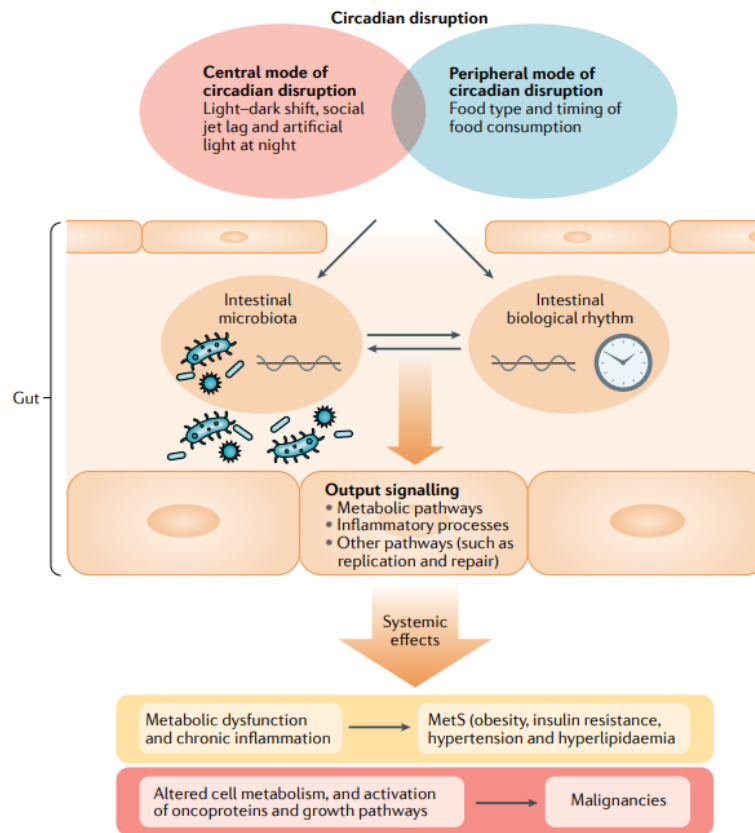 Circadian disruption
Central mode of
circadian disruption
Light–dark shift, social
jet lag and artificial
light at night
Peripheral mode of
circadian disruption
Food type and timing of
food consumption
Gut
Intestinal
microbiota
Intestinal
biological rhythm
Output signalling
• Metabolic pathways
• Inflammatory processes
• Other pathways (such as
replication and repair)
Systemic
effects
Metabolic dysfunction
and chronic inflammation
MetS (obesity, insulin resistance,
hypertension and hyperlipidaemia
Altered cell metabolism, and activation
of oncoproteins and growth pathways
Malignancies